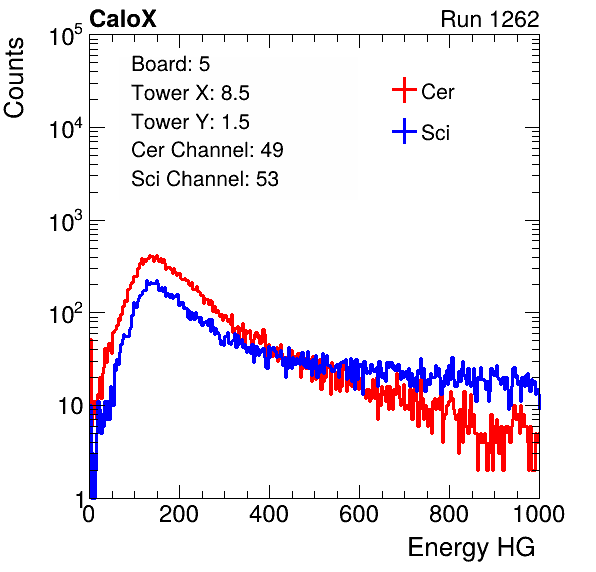 CaloX Run 1262
Counts
Board: 5
Tower X: 8.5
Tower Y: 1.5
Cer Channel: 49
Sci Channel: 53
Cer
Sci
10^5
10^4
10^3
10^2
10
1
0 200 400 600 800 1000
Energy HG